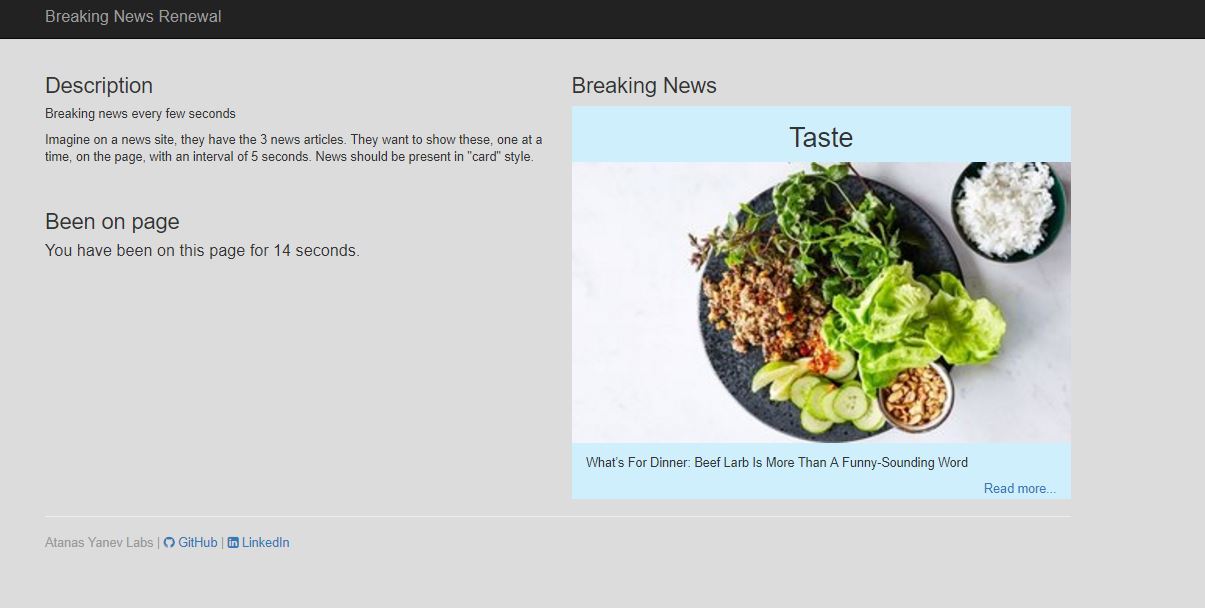 Breaking News Renewal
Description
Breaking news every few seconds
Imagine on a news site, they have the 3 news articles. They want to show these, one at a
time, on the page, with an interval of 5 seconds. News should be present in "card" style.
Been on page
You have been on this page for 14 seconds.
Breaking News
Taste
What's For Dinner: Beef Larb Is More Than A Funny-Sounding Word
Read more...
Atanas Yanev Labs | GitHub | LinkedIn